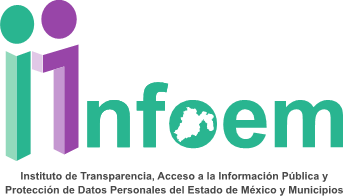 infoem
Instituto de Transparencia, Acceso a la Información Pública y
Protección de Datos Personales del Estado de México y Municipios